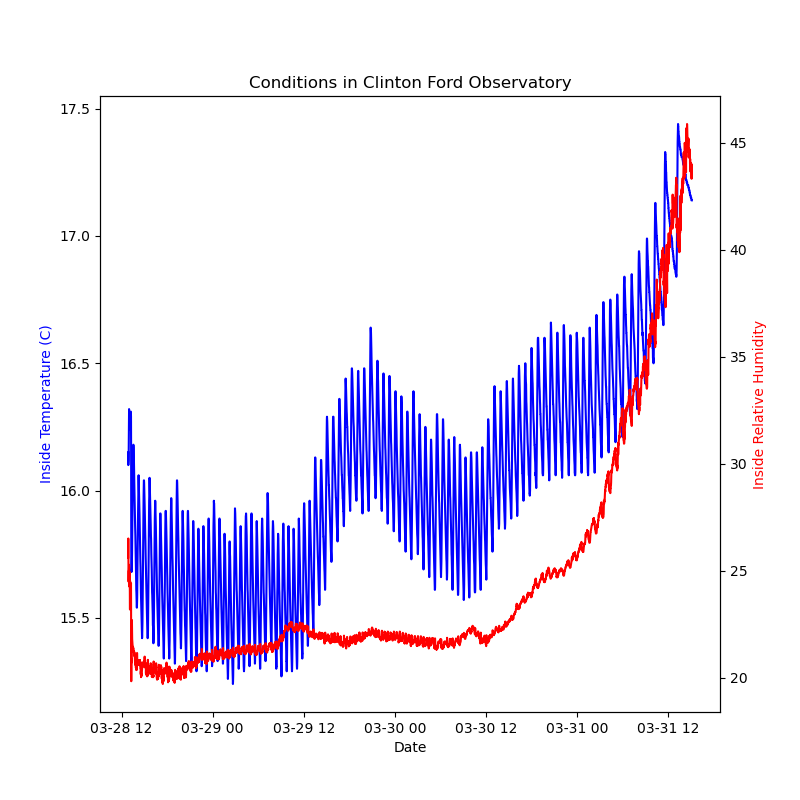 Conditions in Clinton Ford Observatory
17.5
17.0
16.5
16.0
15.5
Inside Temperature (C)
45
40
35
30
25
20
Inside Relative Humidity
03-28 12 03-29 00 03-29 12 03-30 00 03-30 12 03-31 00 03-31 12
Date